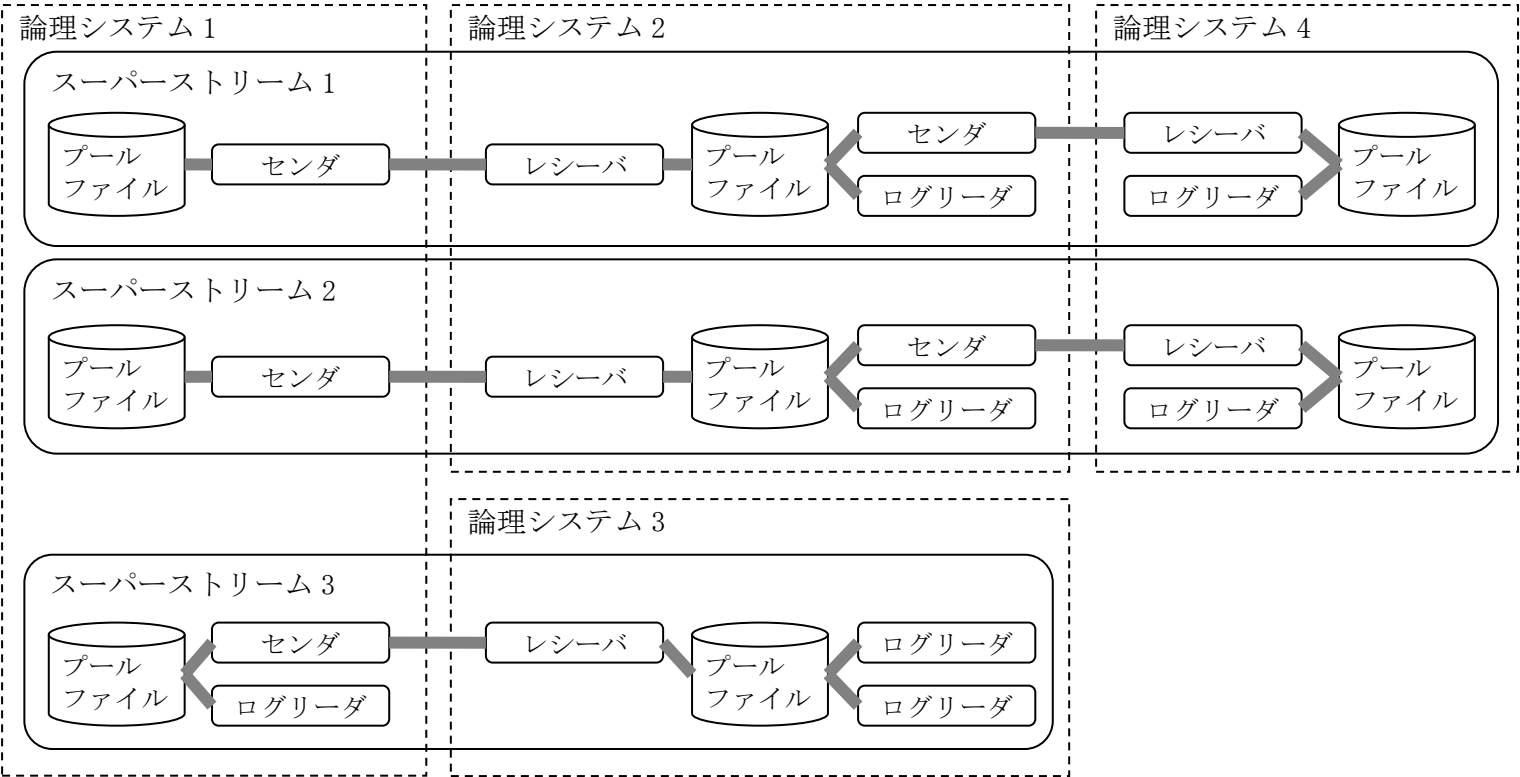 論理システム 1
論理システム 2
論理システム 4
スーパーストリーム 1
プール
ファイル
センダ
レシーバ
プール
ファイル
センダ
ログリーダ
レシーバ
ログリーダ
プール
ファイル
スーパーストリーム 2
プール
ファイル
センダ
レシーバ
プール
ファイル
センダ
ログリーダ
レシーバ
ログリーダ
プール
ファイル
論理システム 3
スーパーストリーム 3
プール
ファイル
センダ
ログリーダ
レシーバ
プール
ファイル
ログリーダ
ログリーダ